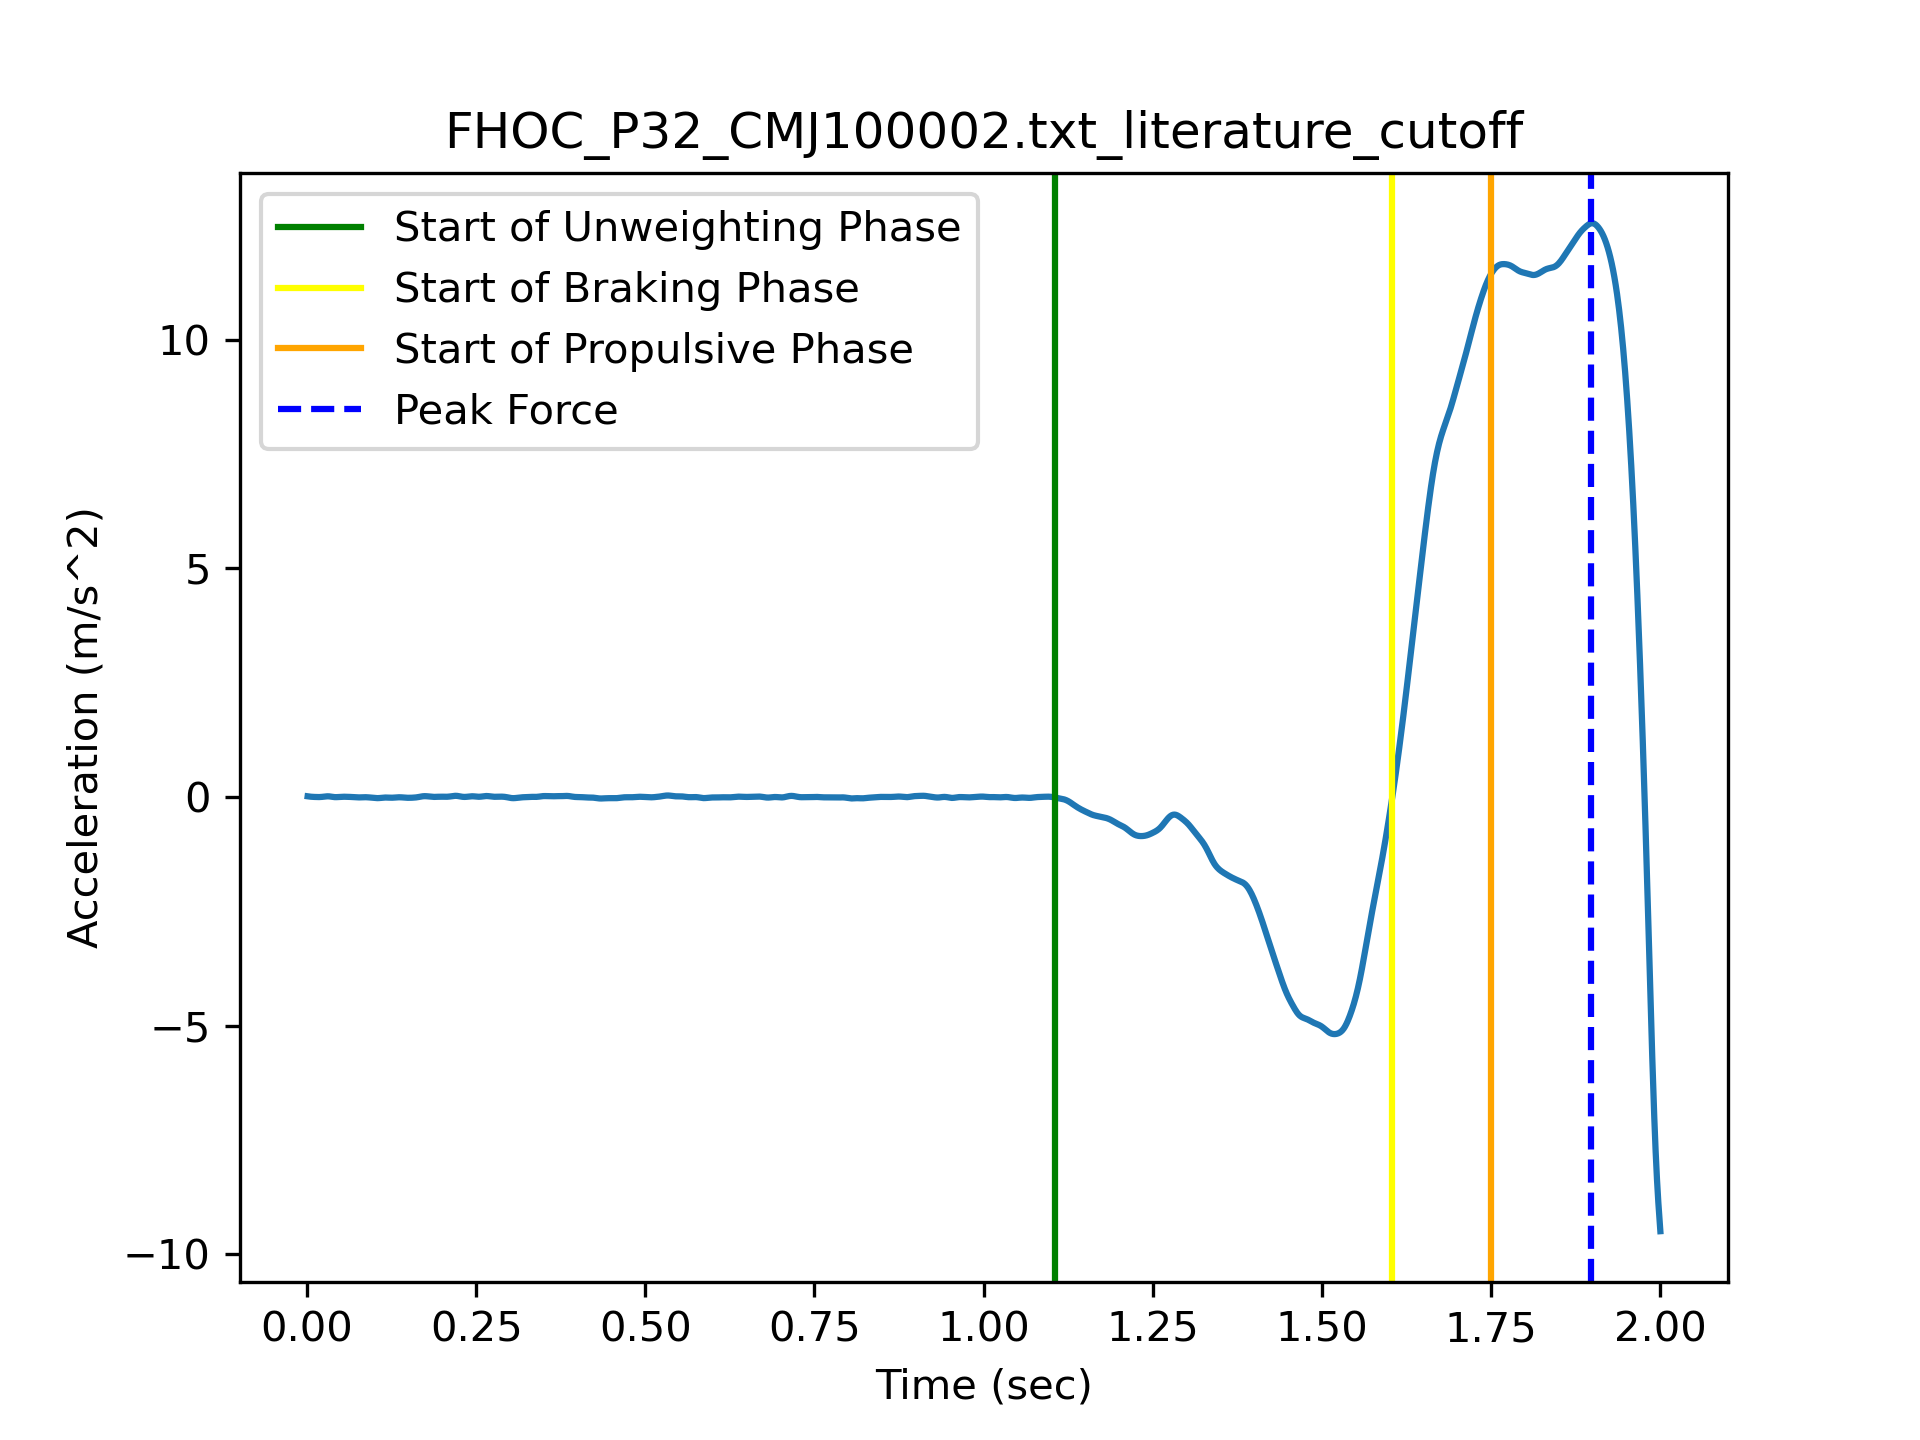 FHOC_P32_CMJ100002.txt_literature_cutoff
Start of Unweighting Phase
Start of Braking Phase
Start of Propulsive Phase
Peak Force
Acceleration (m/s^2)
10
5
0
−5
−10
0.00 0.25 0.50 0.75 1.00 1.25 1.50 1.75 2.00
Time (sec)